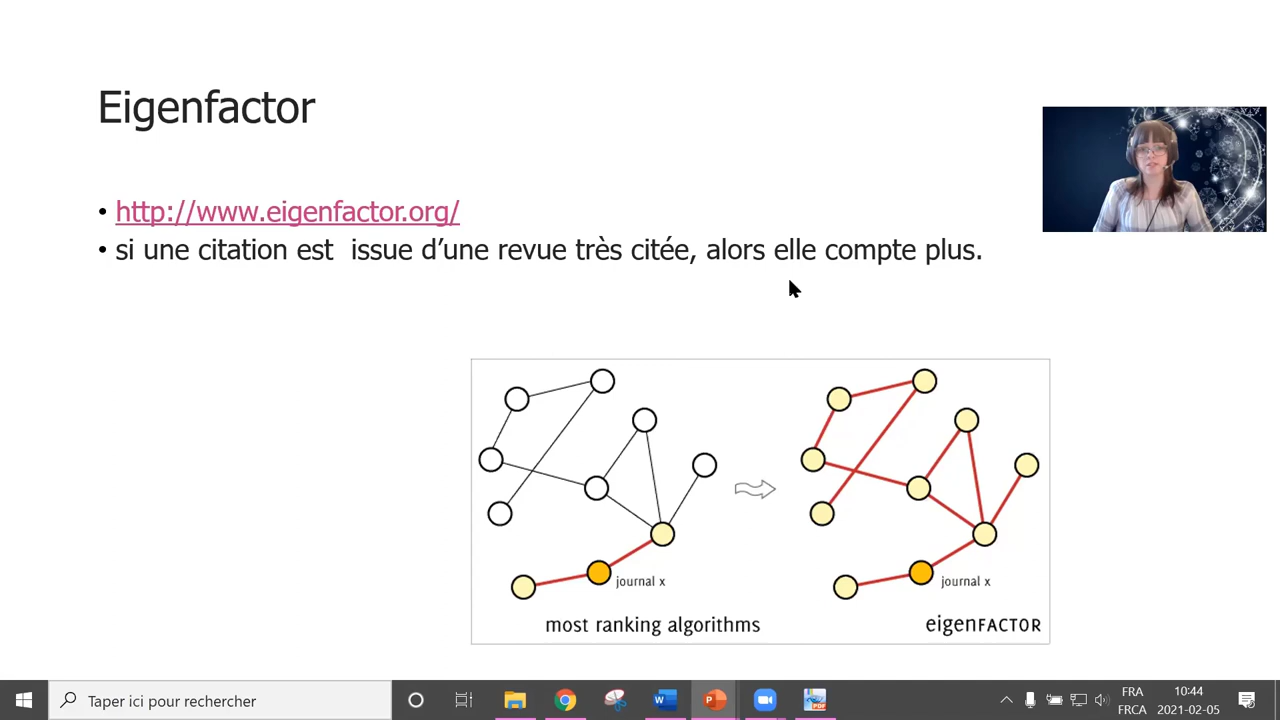 Eigenfactor
• http://www.eigenfactor.org/
• si une citation est issue d’une revue très citée, alors elle compte plus.
journal x
journal x
most ranking algorithms
eigenFACTOR
Taper ici pour rechercher
FRA
FRCA
10:44
2021-02-05